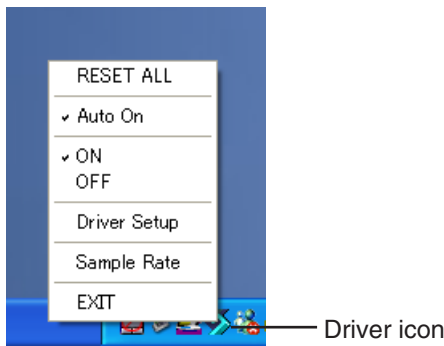 RESET ALL
Auto On
ON
OFF
Driver Setup
Sample Rate
EXIT
Driver icon